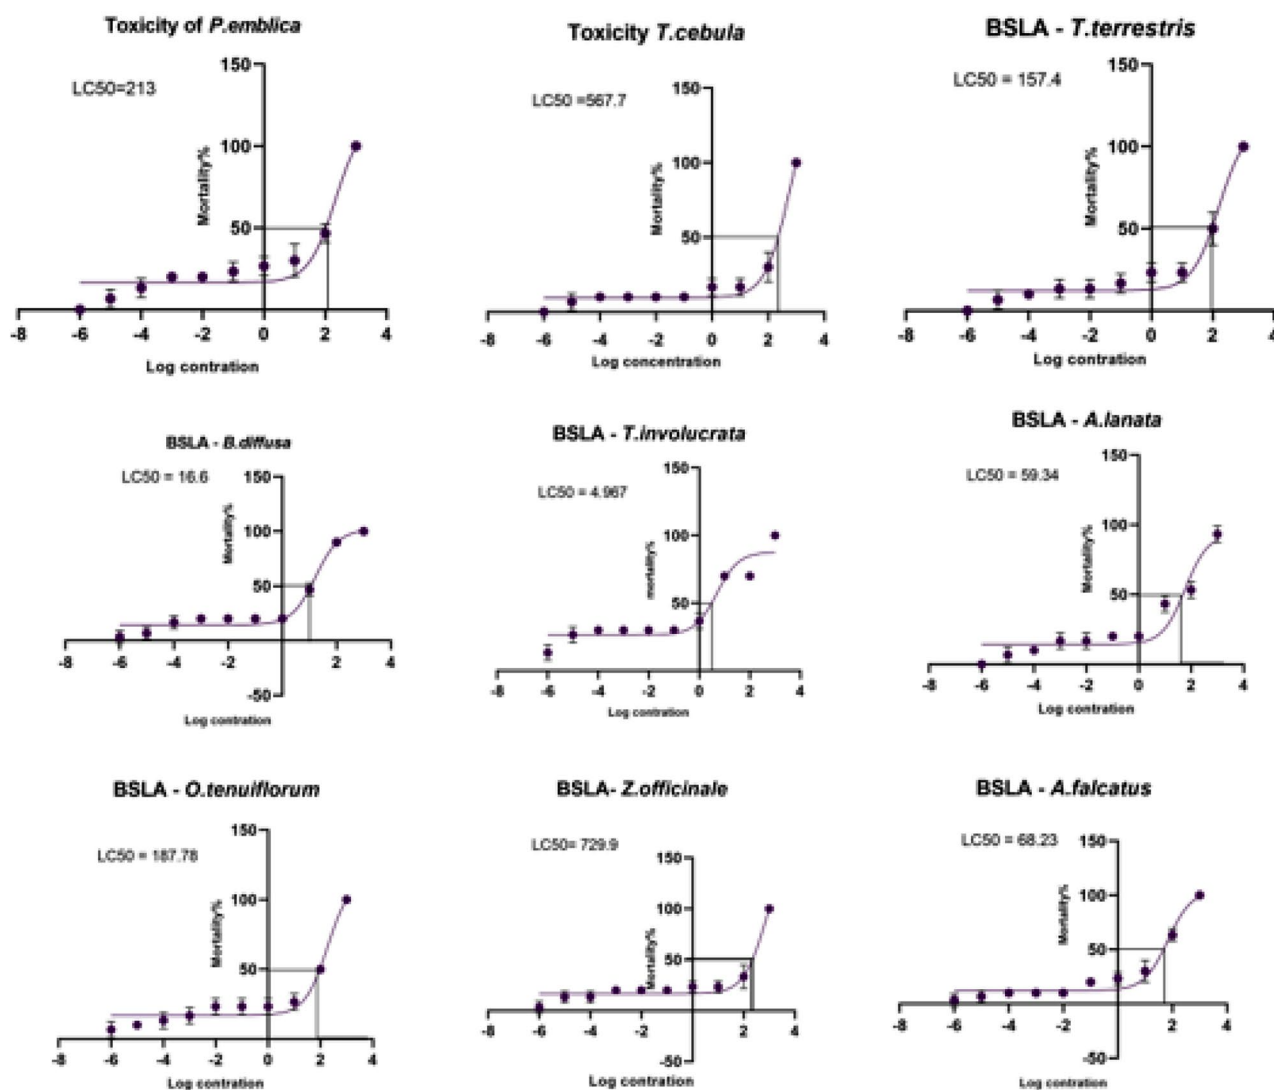 Toxicity of P.emblica
LC50=213
Mortality%
150
100
50
-8 -6 -4 -2 0 2 4
Log contration
Toxicity T.cebula
LC50 =567.7
Mortality%
150
100
50
-8 -6 -4 -2 0 2 4
Log concentration
BSLA - T.terrestris
LC50 = 157.4
Mortality%
150
100
50
-8 -6 -4 -2 0 2 4
Log contration
BSLA - B.diffusa
LC50 = 16.6
Mortality%
150
100
50
-8 -6 -4 -2 0 2 4
-50
Log contration
BSLA - T.involucrata
LC50 = 4.967
mortality%
150
100
50
-8 -6 -4 -2 0 2 4
Log contration
BSLA - A.lanata
LC50 = 59.34
Mortality%
150
100
50
-8 -6 -4 -2 0 2 4
Log contration
BSLA - O.tenuiflorum
LC50 = 187.78
Mortality%
150
100
50
-8 -6 -4 -2 0 2 4
Log contration
BSLA- Z.officinale
LC50= 729.9
Mortality%
150
100
50
-8 -6 -4 -2 0 2 4
-50
Log contration
BSLA - A.falcatus
LC50 = 68.23
Mortality%
150
100
50
-8 -6 -4 -2 0 2 4
-50
Log contration